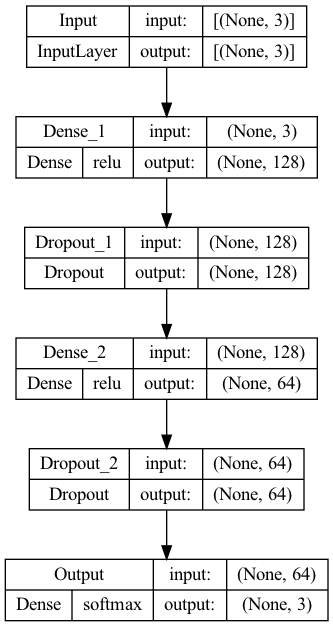 Input input: [(None, 3)]
InputLayer output: [(None, 3)]
Dense_1 input: (None, 3)
Dense relu output: (None, 128)
Dropout_1 input: (None, 128)
Dropout output: (None, 128)
Dense_2 input: (None, 128)
Dense relu output: (None, 64)
Dropout_2 input: (None, 64)
Dropout output: (None, 64)
Output input: (None, 64)
Dense softmax output: (None, 3)